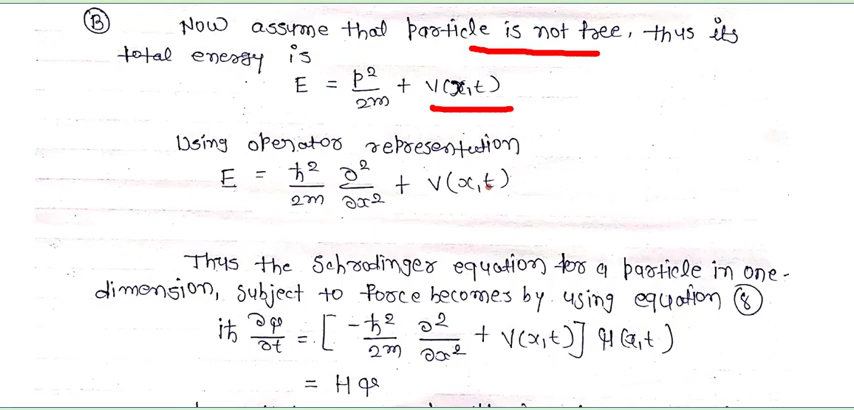 Ⓑ Now assume that particle is not free, thus its
total energy is
E = p²/2m + V(x,t)
Using operator representation
E = ħ²/2m ∂²/∂x² + V(x,t)
Thus the Schrodinger equation for a particle in one-
dimension, subject to force becomes by using equation ⑧
iħ ∂ψ/∂t = [ -ħ²/2m ∂²/∂x² + V(x,t)] ψ(x,t)
= Hψ